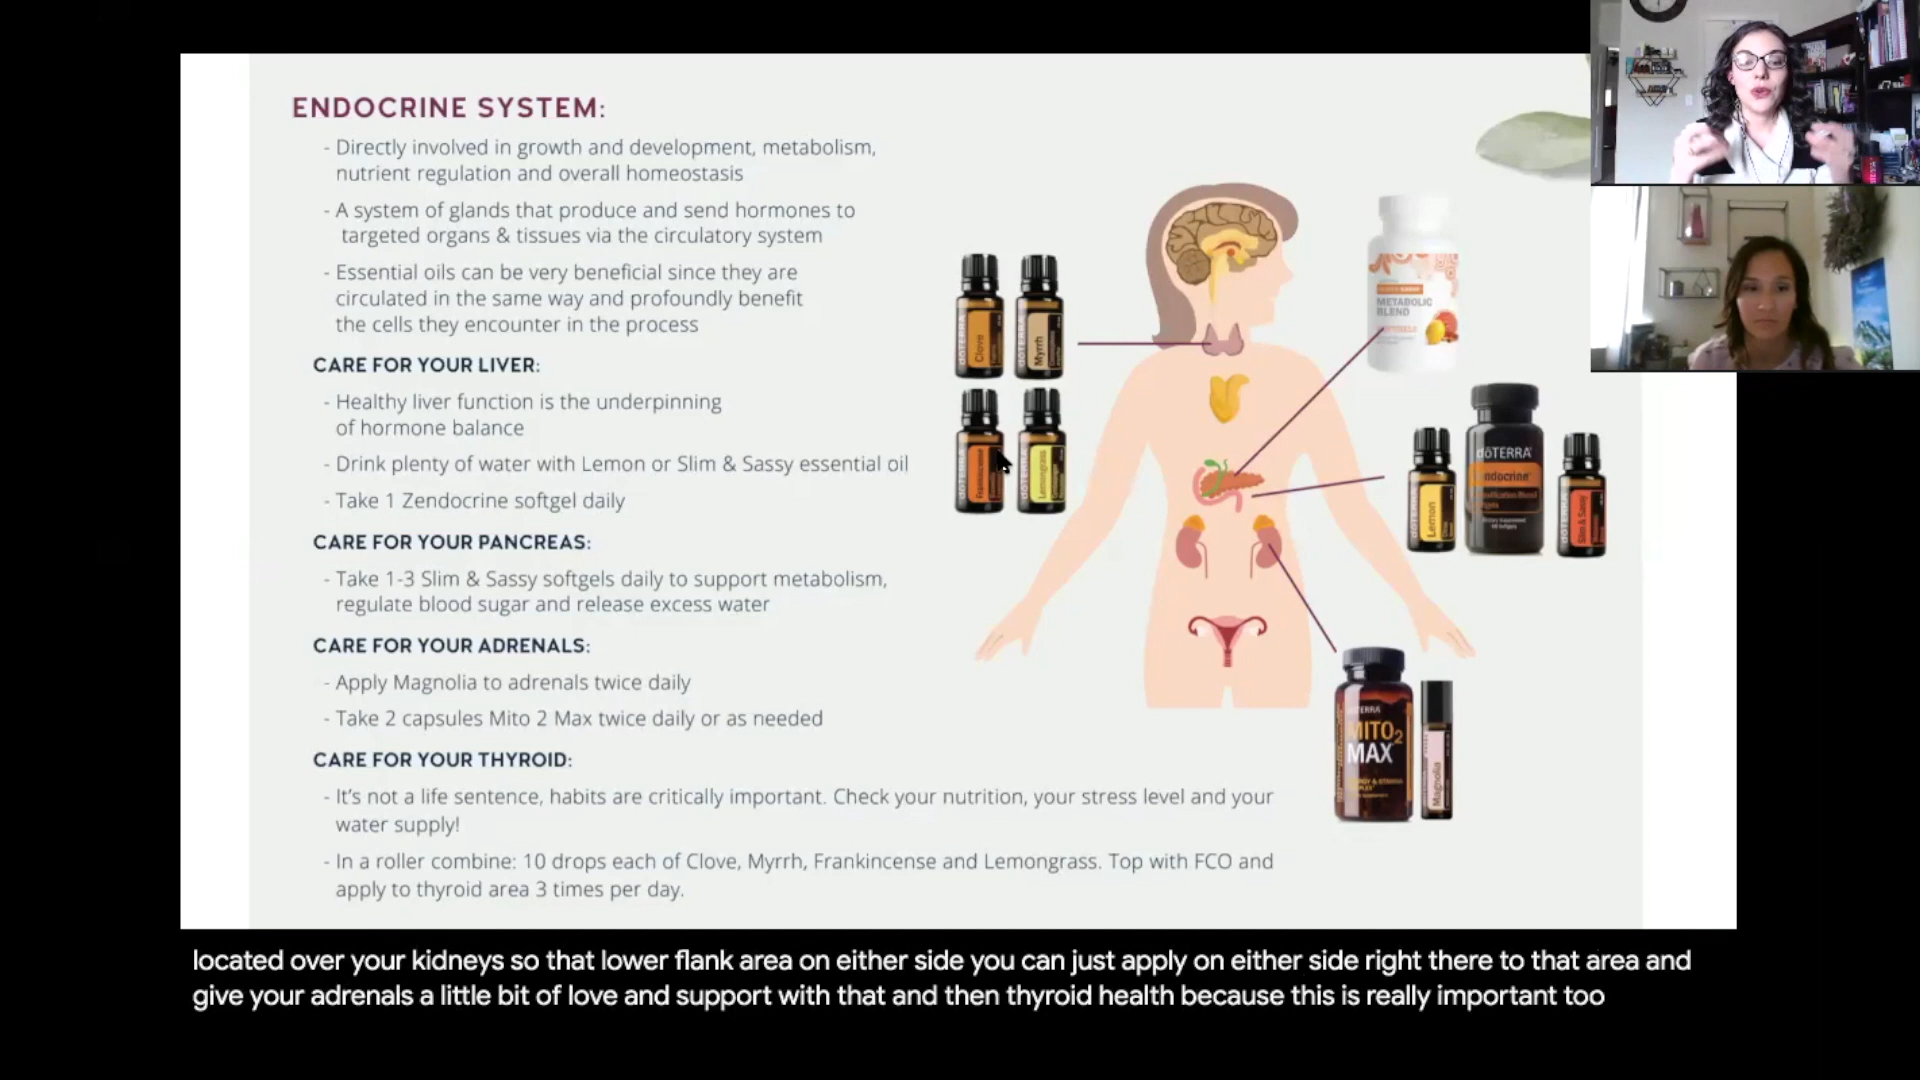 ENDOCRINE SYSTEM:
- Directly involved in growth and development, metabolism,
nutrient regulation and overall homeostasis
- A system of glands that produce and send hormones to
targeted organs & tissues via the circulatory system
- Essential oils can be very beneficial since they are
circulated in the same way and profoundly benefit
the cells they encounter in the process
CARE FOR YOUR LIVER:
- Healthy liver function is the underpinning
of hormone balance
- Drink plenty of water with Lemon or Slim & Sassy essential oil
- Take 1 Zendocrine softgel daily
CARE FOR YOUR PANCREAS:
- Take 1-3 Slim & Sassy softgels daily to support metabolism,
regulate blood sugar and release excess water
CARE FOR YOUR ADRENALS:
- Apply Magnolia to adrenals twice daily
- Take 2 capsules Mito 2 Max twice daily or as needed
CARE FOR YOUR THYROID:
- It's not a life sentence, habits are critically important. Check your nutrition, your stress level and your
water supply!
- In a roller combine: 10 drops each of Clove, Myrrh, Frankincense and Lemongrass. Top with FCO and
apply to thyroid area 3 times per day.
dōTERRA
Clove
dōTERRA
Myrrh
dōTERRA
Frankincense
dōTERRA
Lemongrass
METABOLIC
BLEND
dōTERRA
Lemon
dōTERRA
endocrine
dōTERRA
Slim & Sassy
MITO2
MAX
Magnolia
located over your kidneys so that lower flank area on either side you can just apply on either side right there to that area and
give your adrenals a little bit of love and support with that and then thyroid health because this is really important too